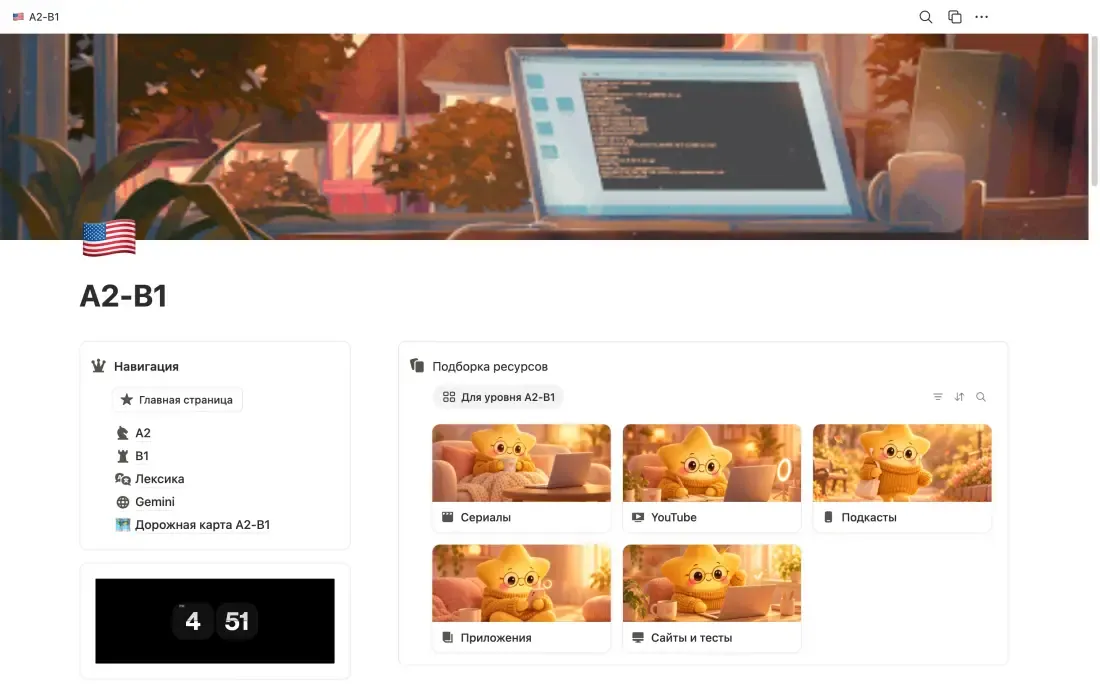 A2-B1
A2-B1
Навигация
Главная страница
A2
B1
Лексика
Gemini
Дорожная карта A2-B1
4 51
Подборка ресурсов
Для уровня A2-B1
Сериалы
YouTube
Подкасты
Приложения
Сайты и тесты